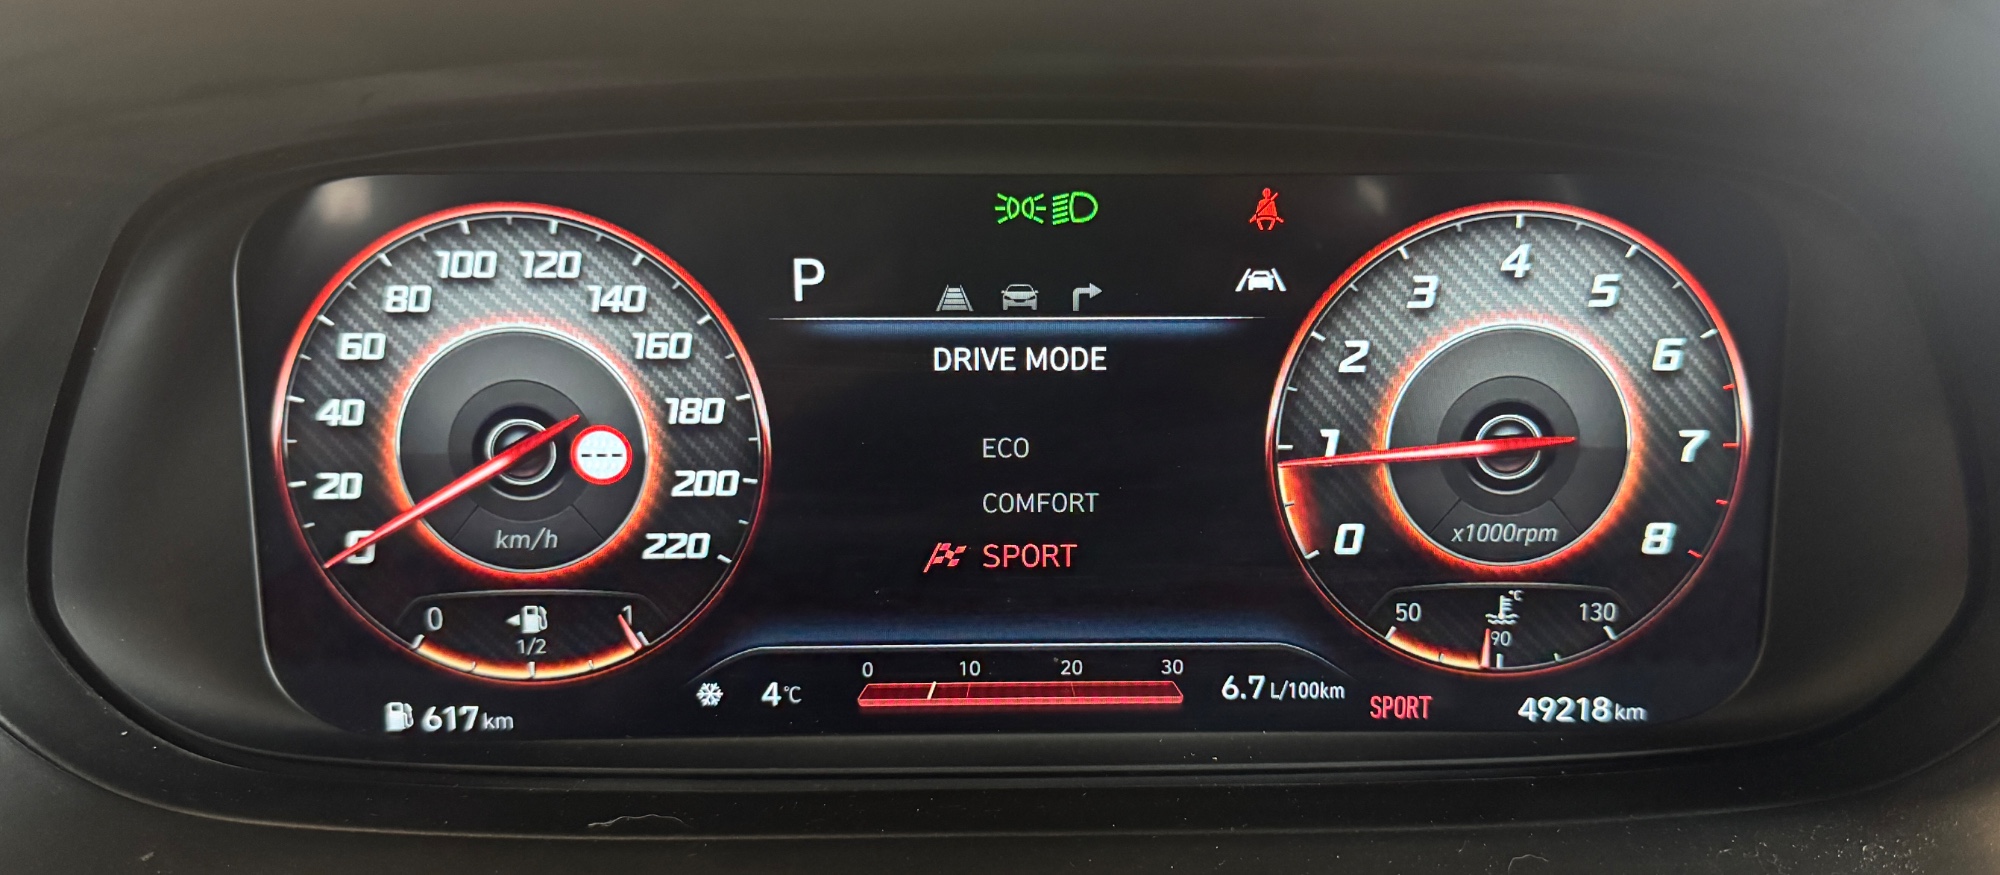 P
DRIVE MODE
ECO
COMFORT
SPORT
0
20
40
60
80
100
120
140
160
180
200
220
km/h
---
0
1/2
1
617 km
0
1
2
3
4
5
6
7
8
x1000rpm
50
90
130
°C
4°C
0 10 20 30
6.7 L/100km
SPORT
49218 km